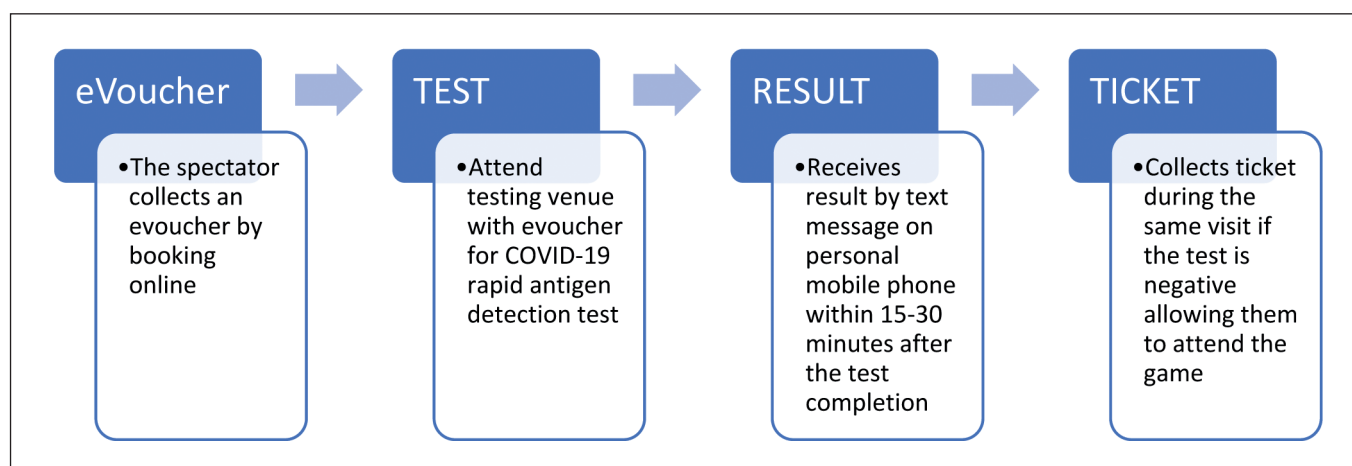 eVoucher
•The spectator
collects an
evoucher by
booking
online
TEST
•Attend
testing venue
with evoucher
for COVID-19
rapid antigen
detection test
RESULT
•Receives
result by text
message on
personal
mobile phone
within 15-30
minutes after
the test
completion
TICKET
•Collects ticket
during the
same visit if
the test is
negative
allowing them
to attend the
game